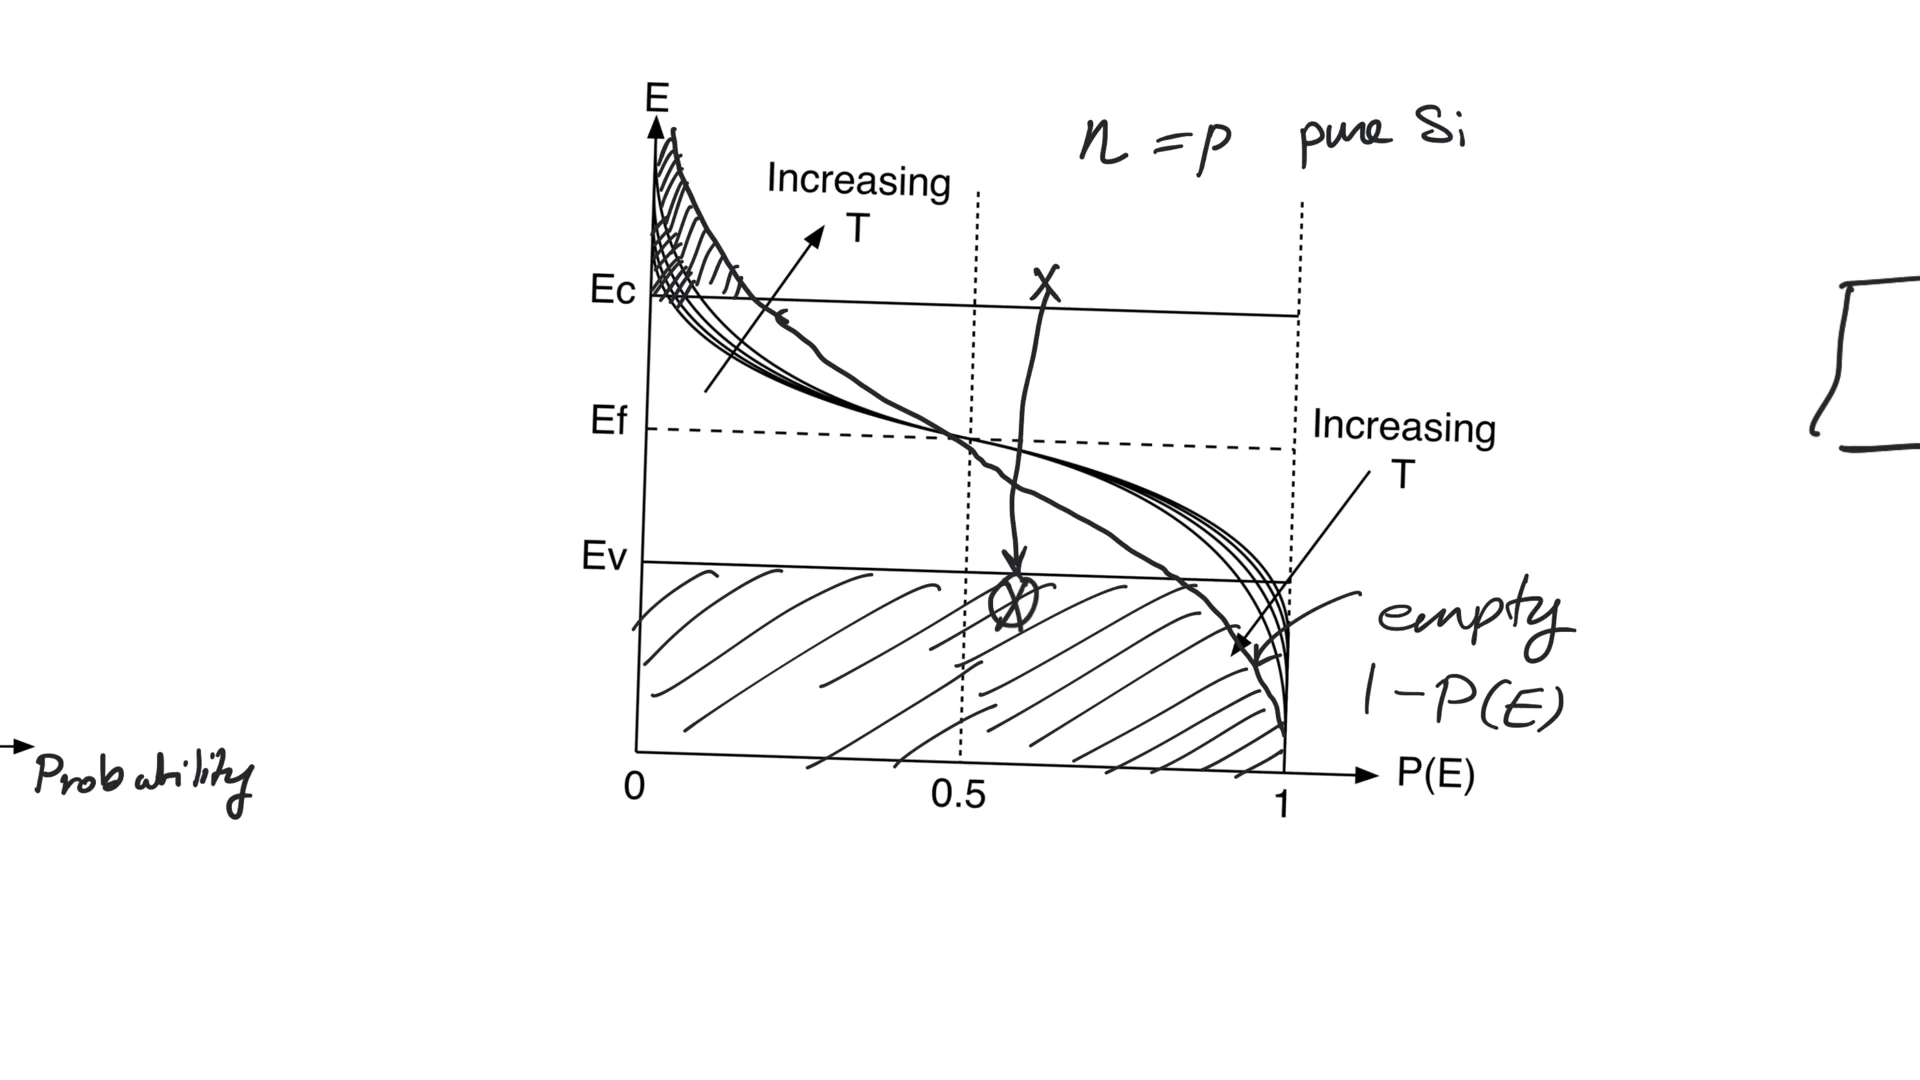 E
n = p pure Si
Increasing
T
Ec
Ef
Increasing
T
Ev
empty
1-P(E)
Probability
0
0.5
1
P(E)